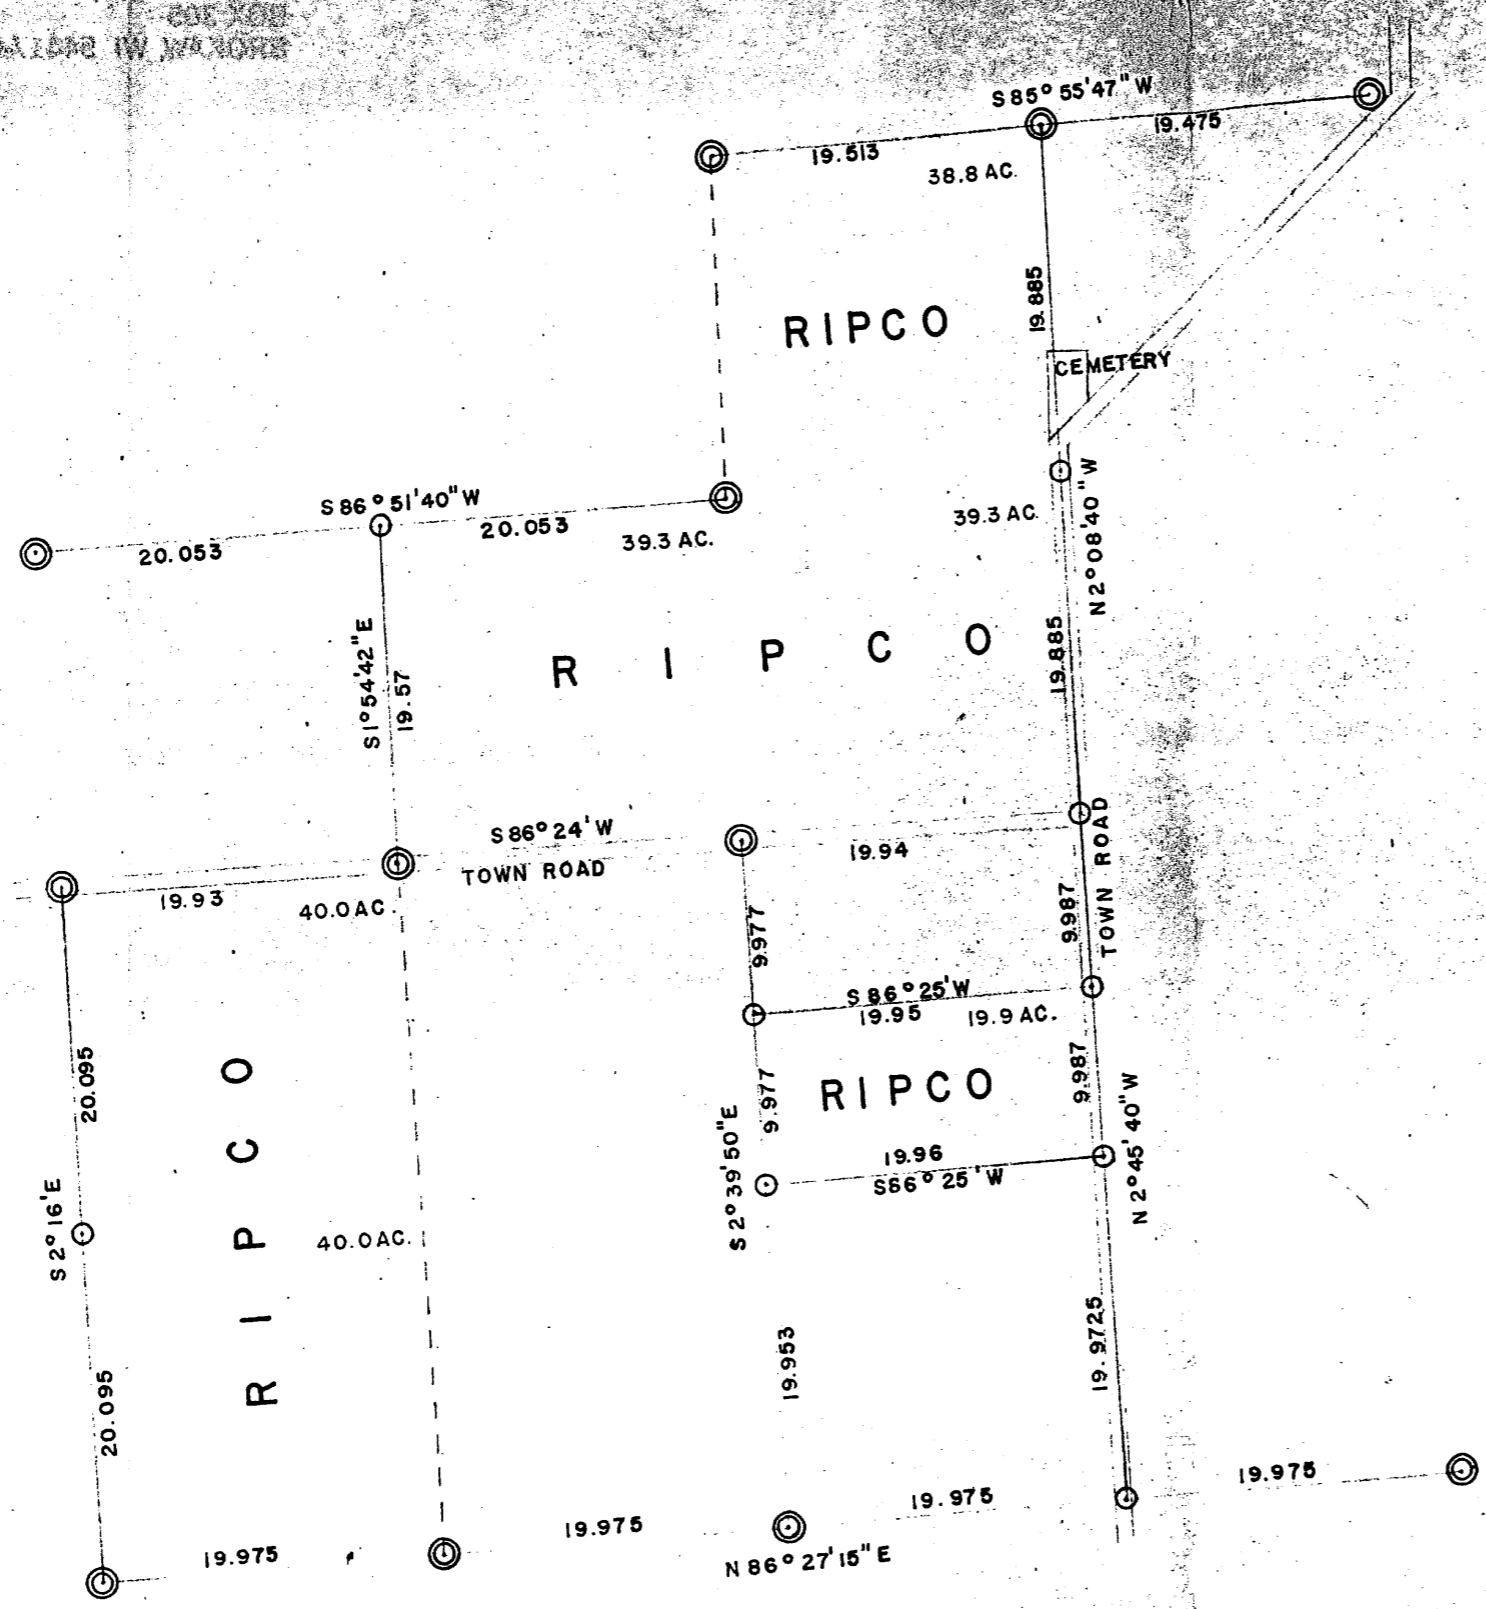 S 85° 55' 47" W
19.513
19.475
38.8 AC.
19.885
RIPCO
CEMETERY
S 86° 51' 40" W
20.053
20.053
39.3 AC.
39.3 AC.
N 2° 08' 40" W
S 1° 54' 42" E
19.57
RIPCO
19.885
S 86° 24' W
TOWN ROAD
19.94
19.93
40.0 AC.
9.977
9.987
TOWN ROAD
S 86° 25' W
19.95
19.9 AC.
20.095
RIPCO
9.977
RIPCO
9.987
19.96
S 86° 25' W
S 2° 39' 50" E
N 2° 45' 40" W
S 2° 16' E
40.0 AC.
20.095
19.953
19.9725
19.975
19.975
19.975
19.975
N 86° 27' 15" E